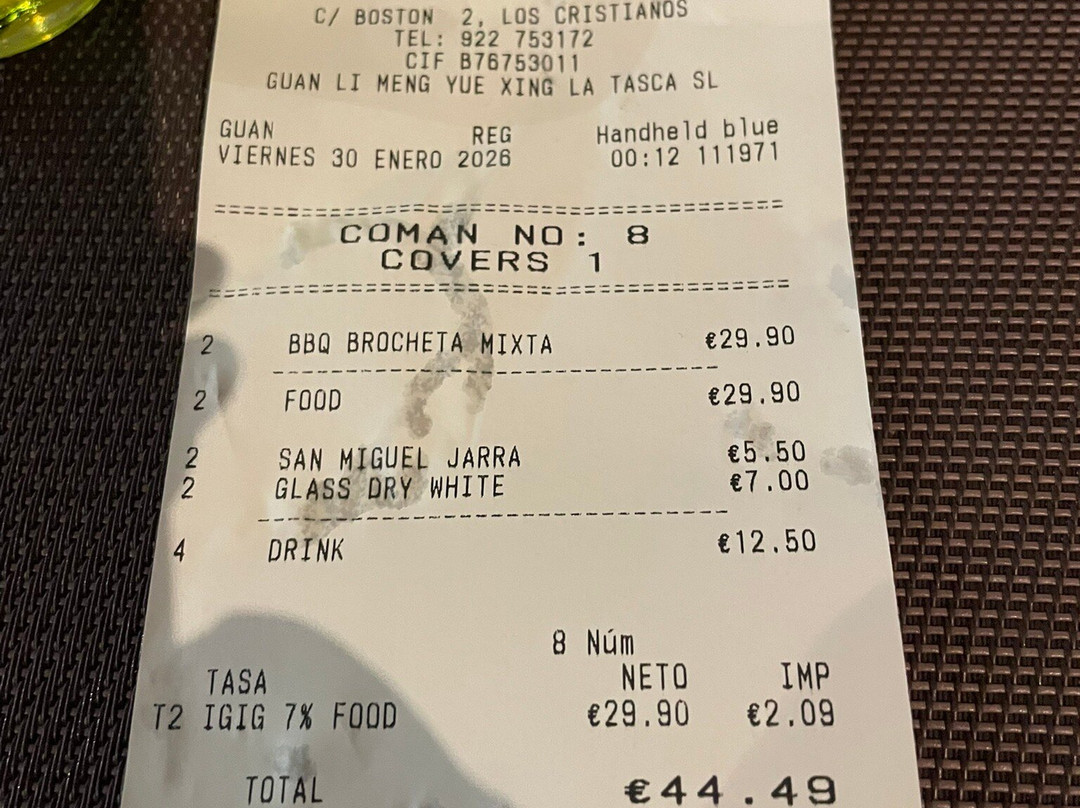 C/ BOSTON 2, LOS CRISTIANOS
TEL: 922 753172
CIF B76753011
GUAN LI MENG YUE XING LA TASCA SL
GUAN REG Handheld blue
VIERNES 30 ENERO 2026 00:12 111971
=================================================
COMAN NO: 8
COVERS 1
=================================================
2 BBQ BROCHETA MIXTA €29.90
--------------------------------
2 FOOD €29.90
2 SAN MIGUEL JARRA €5.50
2 GLASS DRY WHITE €7.00
--------------------------------
4 DRINK €12.50
8 Núm
TASA NETO IMP
T2 IGIG 7% FOOD €29.90 €2.09
TOTAL €44.49